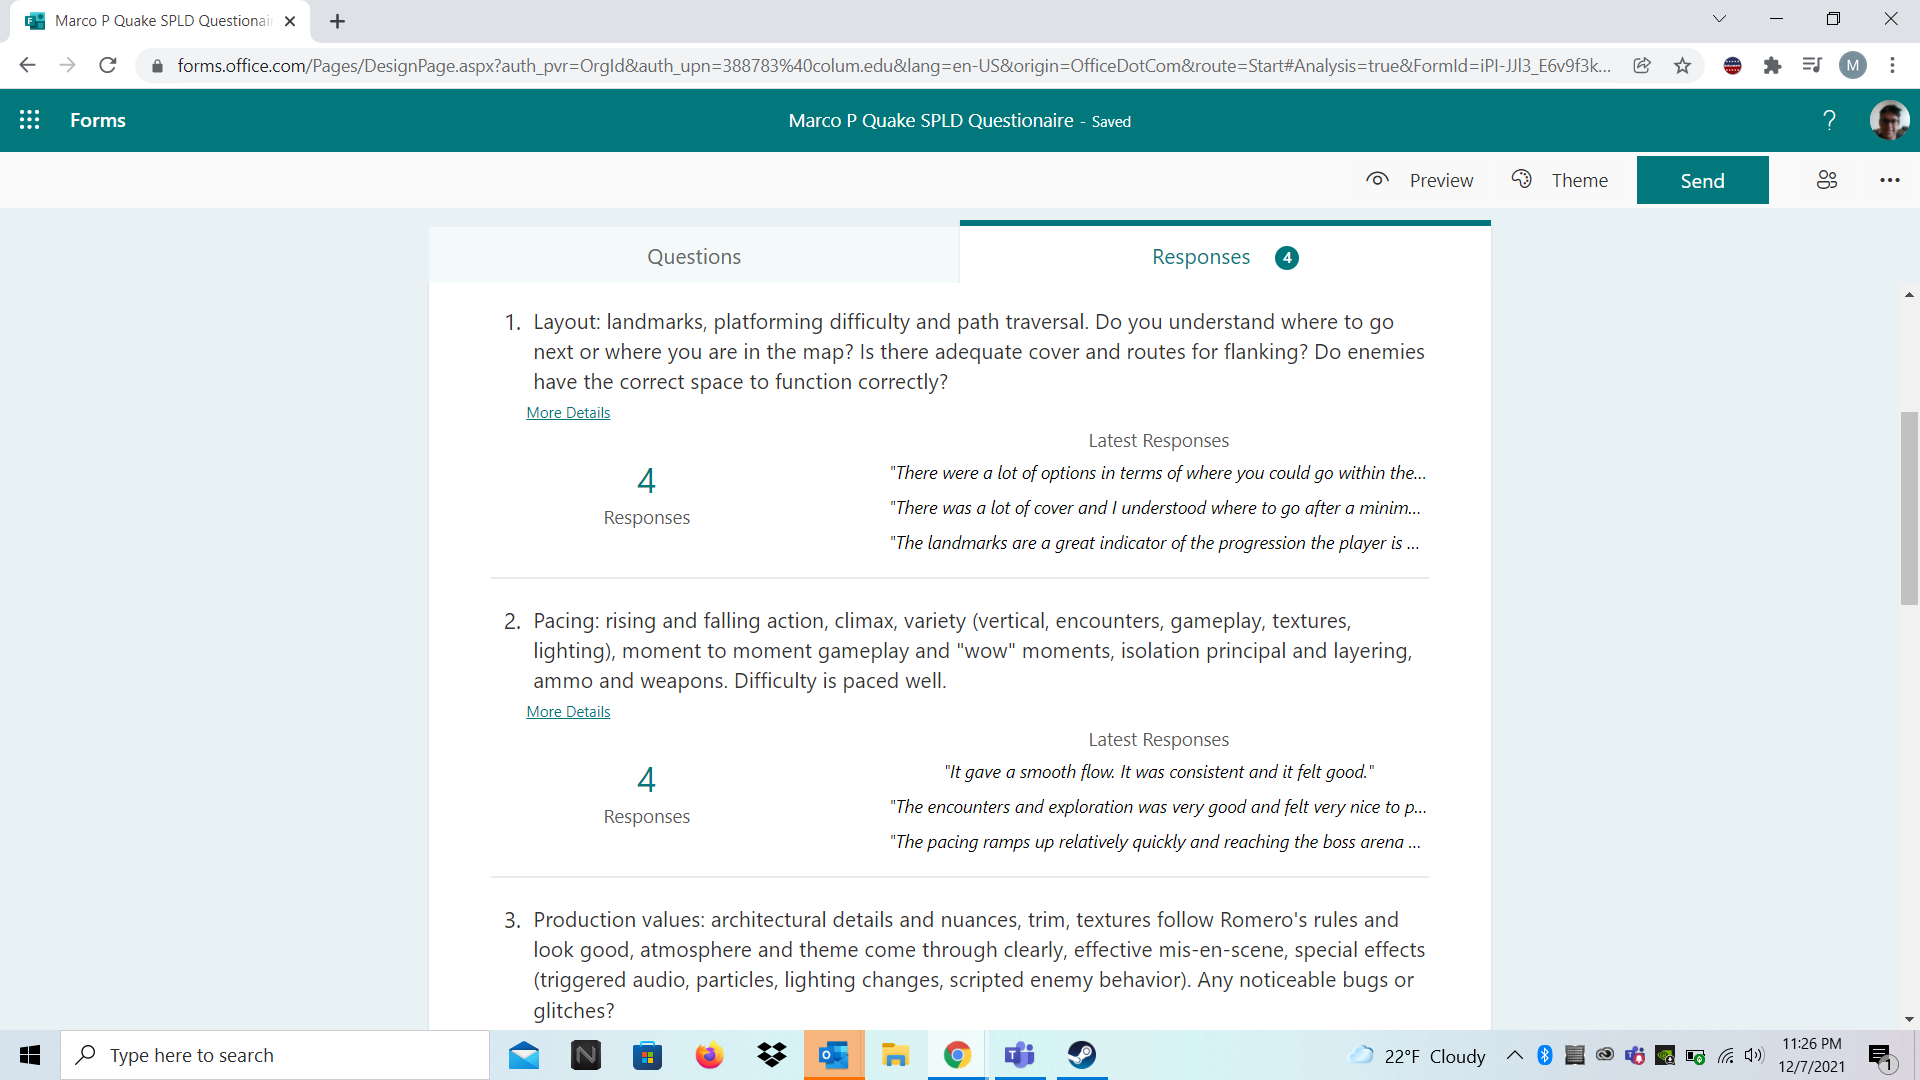 Marco P Quake SPLD Questionai
forms.office.com/Pages/DesignPage.aspx?auth_pvr=OrgId&auth_upn=388783%40colum.edu&lang=en-US&origin=OfficeDotCom&route=Start#Analysis=true&FormId=iPI-JJl3_E6v9f3k...
M
Forms
Marco P Quake SPLD Questionaire - Saved
?
Preview
Theme
Send
Questions
Responses 4
1. Layout: landmarks, platforming difficulty and path traversal. Do you understand where to go
next or where you are in the map? Is there adequate cover and routes for flanking? Do enemies
have the correct space to function correctly?
More Details
4
Responses
Latest Responses
"There were a lot of options in terms of where you could go within the...
"There was a lot of cover and I understood where to go after a minim...
"The landmarks are a great indicator of the progression the player is ...
2. Pacing: rising and falling action, climax, variety (vertical, encounters, gameplay, textures,
lighting), moment to moment gameplay and "wow" moments, isolation principal and layering,
ammo and weapons. Difficulty is paced well.
More Details
4
Responses
Latest Responses
"It gave a smooth flow. It was consistent and it felt good."
"The encounters and exploration was very good and felt very nice to p...
"The pacing ramps up relatively quickly and reaching the boss arena ...
3. Production values: architectural details and nuances, trim, textures follow Romero's rules and
look good, atmosphere and theme come through clearly, effective mis-en-scene, special effects
(triggered audio, particles, lighting changes, scripted enemy behavior). Any noticeable bugs or
glitches?
Type here to search
22°F Cloudy
11:26 PM
12/7/2021
1